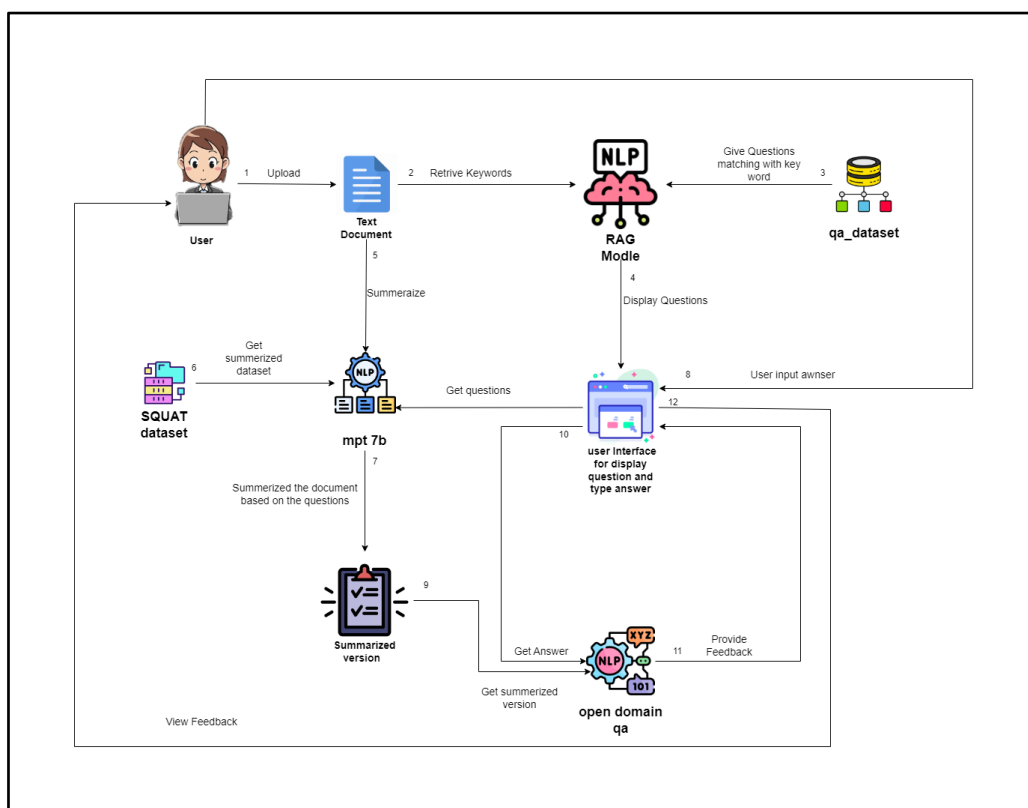 NLP
Give Questions
matching with key
word
1
Upload
2
Retrive Keywords
3
User
Text
Document
RAG
Modle
qa_dataset
5
4
Summeraize
Display Questions
6
Get
summerized
dataset
NLP
8
User input awnser
Get questions
12
SQUAT
dataset
mpt 7b
10
user Interface
for display
question and
type answer
7
Summarized the document
based on the questions
9
Summarized
version
XYZ
NLP
101
Get Answer
11
Provide
Feedback
Get summerized
version
open domain
qa
View Feedback